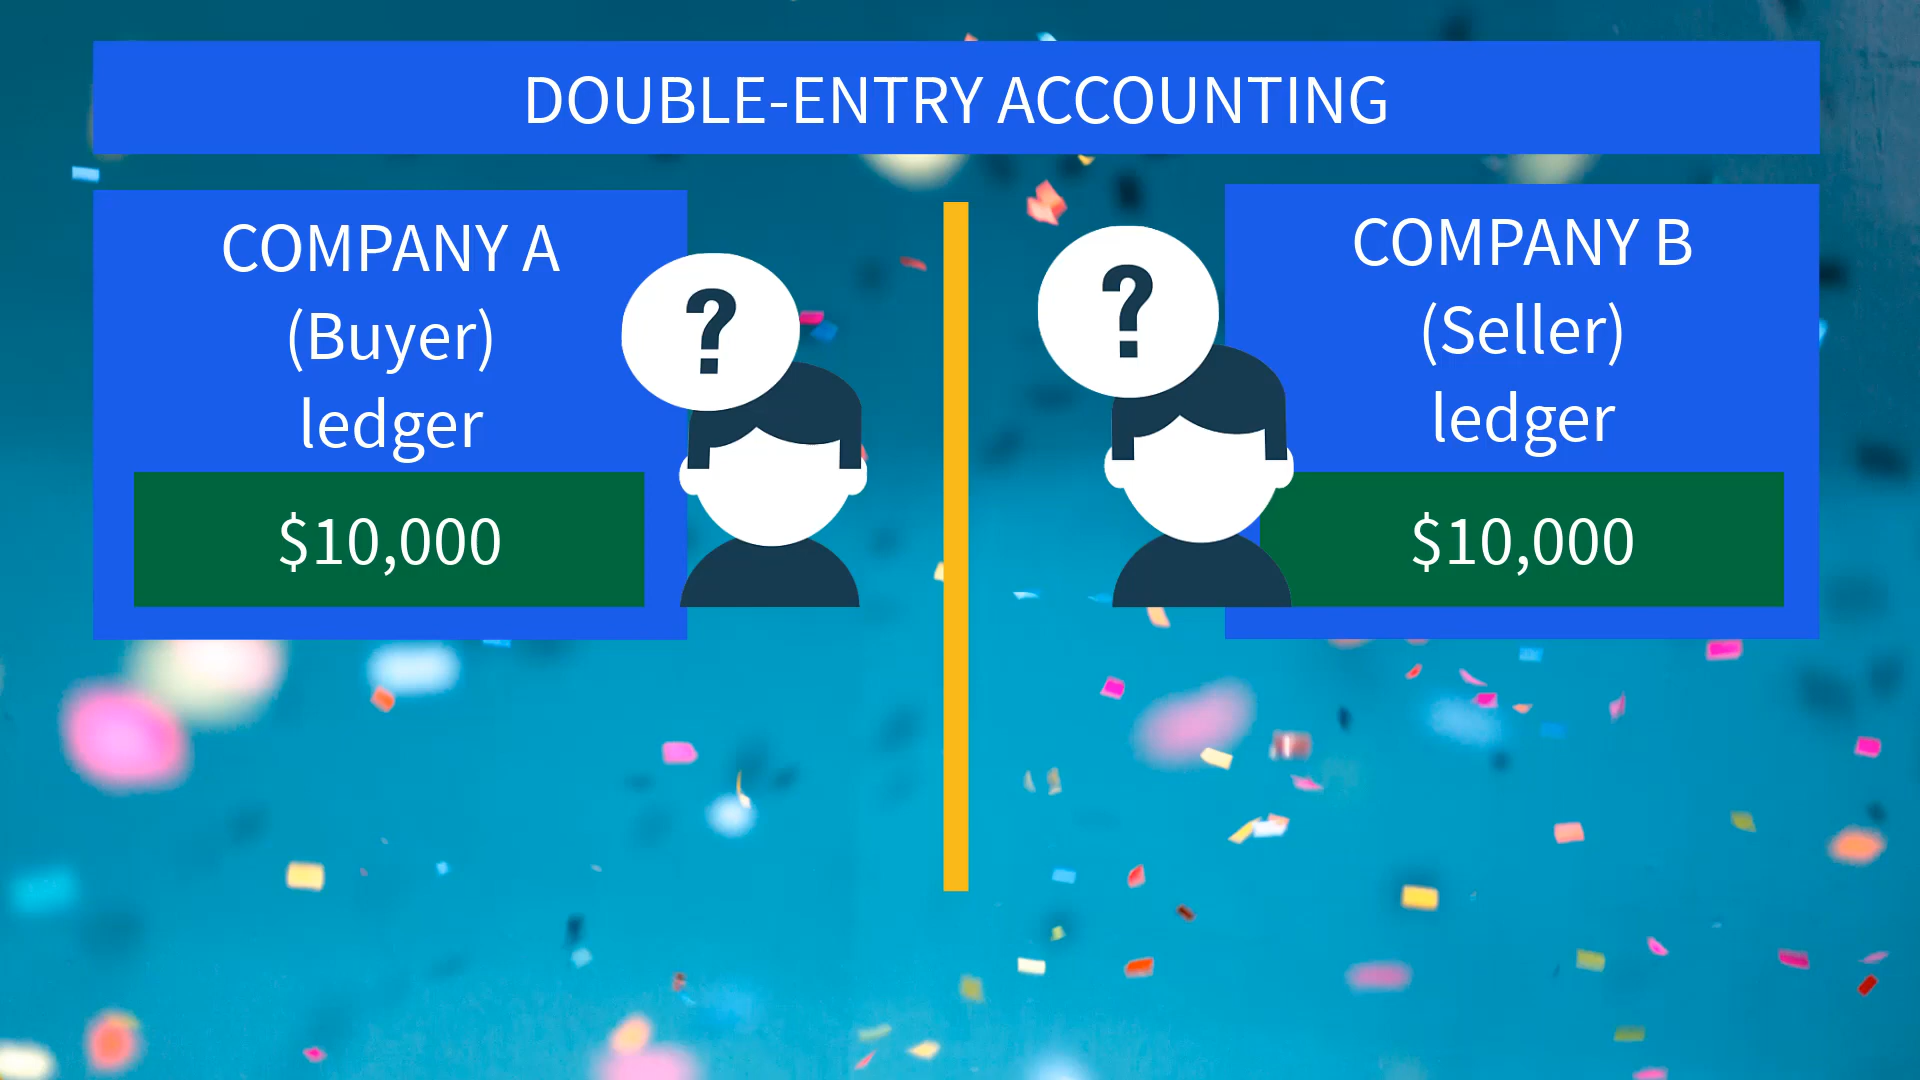 DOUBLE-ENTRY ACCOUNTING
COMPANY A
(Buyer)
ledger
$10,000
?
?
COMPANY B
(Seller)
ledger
$10,000